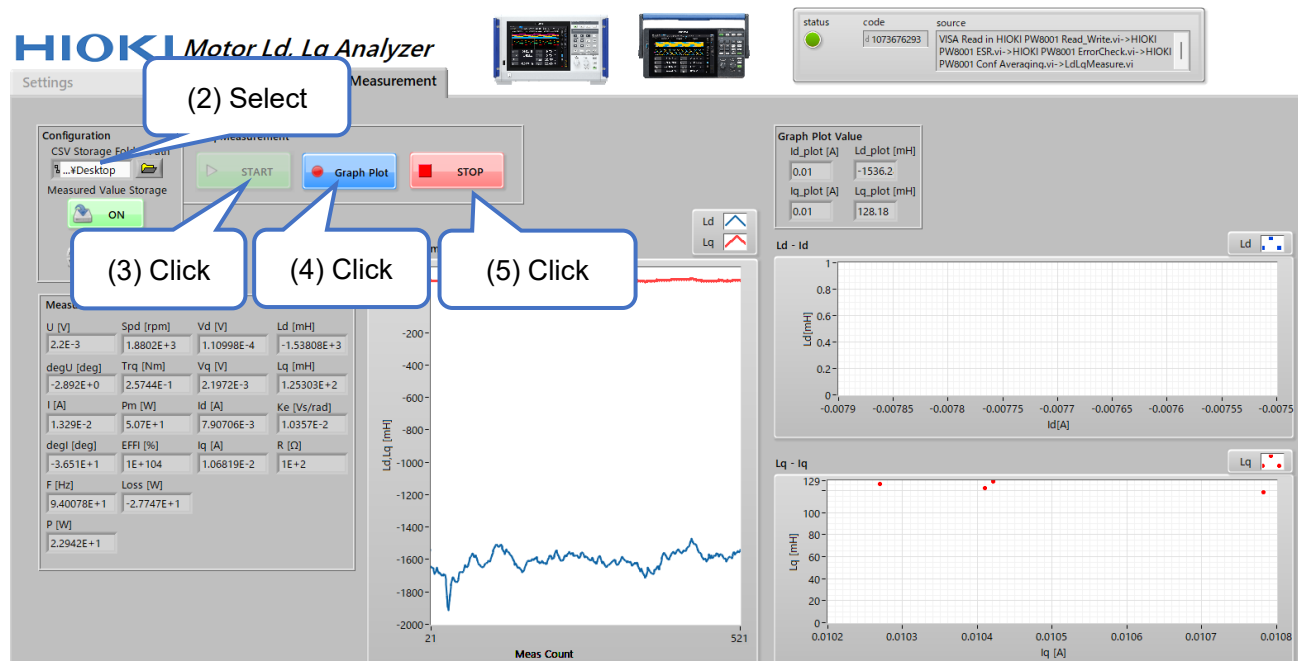 HIOKI Motor Ld, Lq Analyzer
status code source
1073676293
VISA Read in HIOKI PW8001 Read_Write.vi->HIOKI
PW8001 ESR.vi->HIOKI PW8001 ErrorCheck.vi->HIOKI
PW8001 Conf Averaging.vi->LdLqMeasure.vi
Settings
Measurement
(2) Select
Configuration
CSV Storage Folder Path
...¥Desktop
Measured Value Storage
ON
START
Graph Plot
STOP
(3) Click
(4) Click
(5) Click
Graph Plot Value
Id_plot [A] Ld_plot [mH]
0.01 -1536.2
Iq_plot [A] Lq_plot [mH]
0.01 128.18
Ld
Lq
U [V] Spd [rpm] Vd [V] Ld [mH]
2.2E-3 1.8802E+3 1.10998E-4 -1.53808E+3
degU [deg] Trq [Nm] Vq [V] Lq [mH]
-2.892E+0 2.5744E-1 2.1972E-3 1.25303E+2
I [A] Pm [W] Id [A] Ke [Vs/rad]
1.329E-2 5.07E+1 7.90706E-3 1.0357E-2
degI [deg] EFFI [%] Iq [A] R [Ω]
-3.651E+1 1E+104 1.06819E-2 1E+2
F [Hz] Loss [W]
9.40078E+1 -2.7747E+1
P [W]
2.2942E+1
Ld,Lq [mH]
-200
-400
-600
-800
-1000
-1200
-1400
-1600
-1800
-2000
21 521
Meas Count
Ld - Id
Ld
Ld[mH]
1
0.8
0.6
0.4
0.2
0
-0.0079 -0.00785 -0.0078 -0.00775 -0.0077 -0.00765 -0.0076 -0.00755 -0.0075
Id[A]
Lq - Iq
Lq
Lq [mH]
129
100
80
60
40
20
0
0.0102 0.0103 0.0104 0.0105 0.0106 0.0107 0.0108
Iq [A]